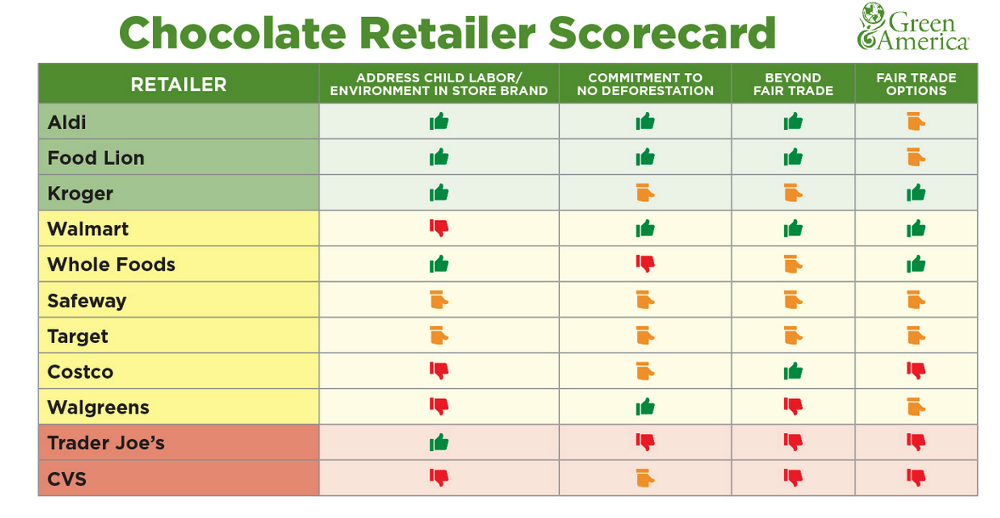 Chocolate Retailer Scorecard
Green
America
RETAILER
ADDRESS CHILD LABOR/
ENVIRONMENT IN STORE BRAND
COMMITMENT TO
NO DEFORESTATION
BEYOND
FAIR TRADE
FAIR TRADE
OPTIONS
Aldi
Food Lion
Kroger
Walmart
Whole Foods
Safeway
Target
Costco
Walgreens
Trader Joe’s
CVS